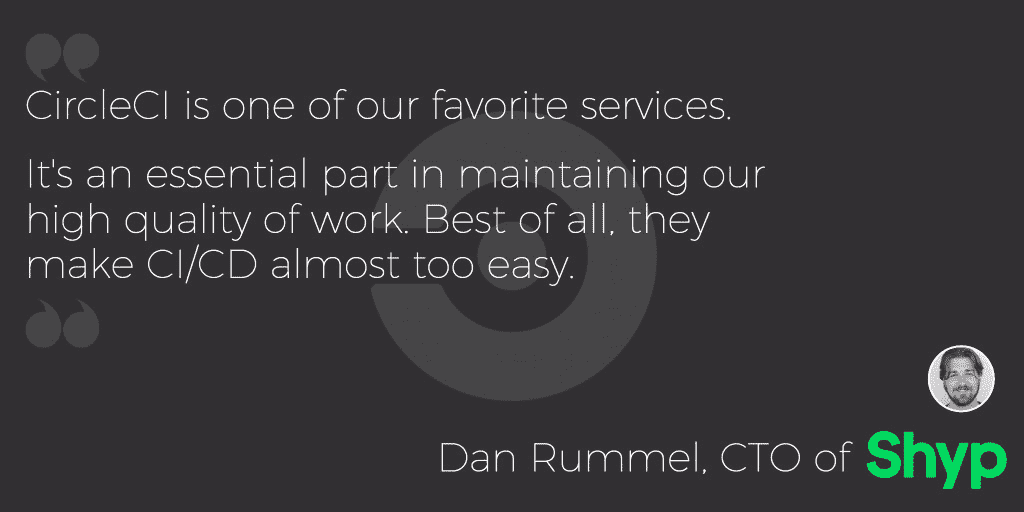 CircleCI is one of our favorite services.
It's an essential part in maintaining our
high quality of work. Best of all, they
make CI/CD almost too easy.
Dan Rummel, CTO of Shyp